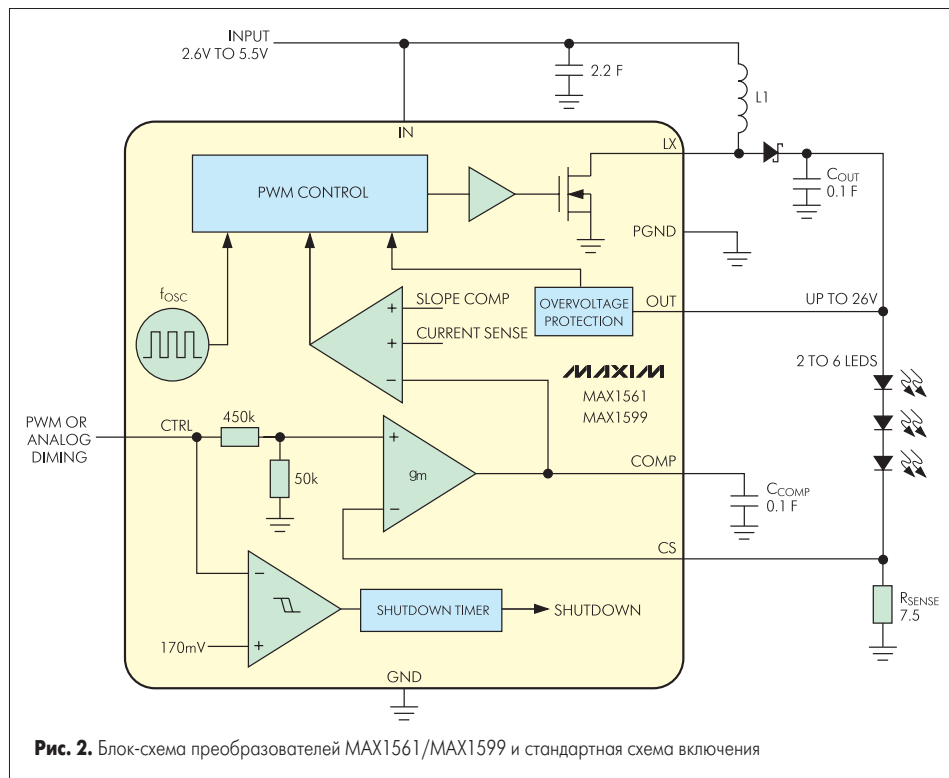 INPUT
2.6V TO 5.5V
2.2 F
L1
IN
LX
PWM CONTROL
COUT
0.1 F
PGND
fOSC
SLOPE COMP
CURRENT SENSE
OVERVOLTAGE
PROTECTION
OUT
UP TO 26V
MAXIM
MAX1561
MAX1599
2 TO 6 LEDS
PWM OR
ANALOG
DIMING
CTRL
450k
50k
+
+
−
+
−
gm
COMP
CCOMP
0.1 F
CS
RSENSE
7.5
−
+
170mV
SHUTDOWN TIMER
SHUTDOWN
GND
Рис. 2. Блок-схема преобразователей MAX1561/MAX1599 и стандартная схема включения